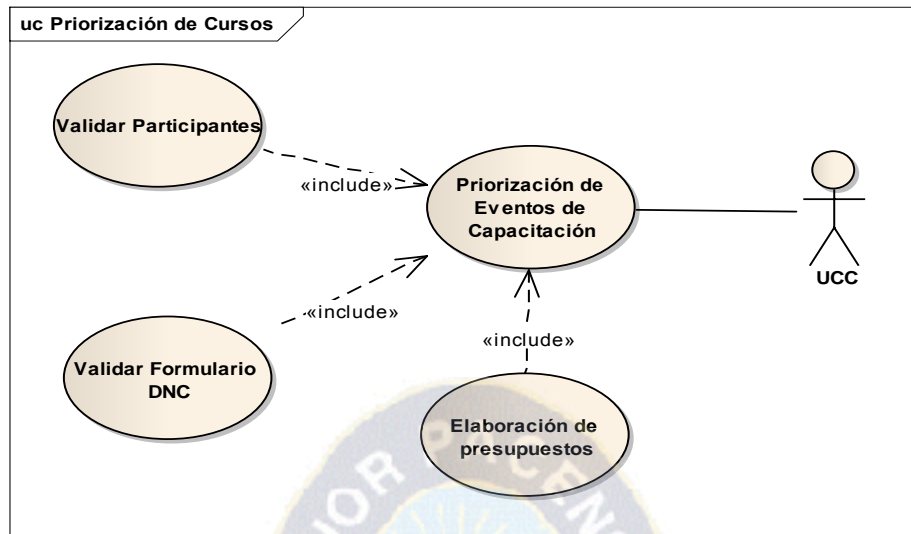 uc Priorización de Cursos
Validar Participantes
«include»
Priorización de
Eventos de
Capacitación
UCC
«include»
Validar Formulario
DNC
«include»
Elaboración de
presupuestos